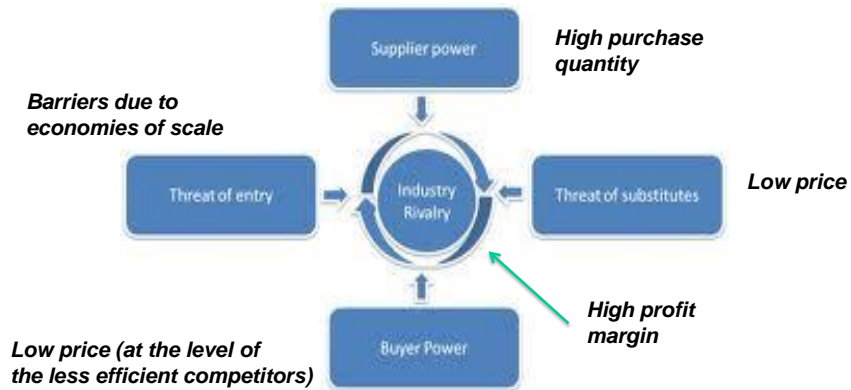 Supplier power
High purchase
quantity
Barriers due to
economies of scale
Threat of entry
Industry
Rivalry
Threat of substitutes
Low price
High profit
margin
Buyer Power
Low price (at the level of
the less efficient competitors)